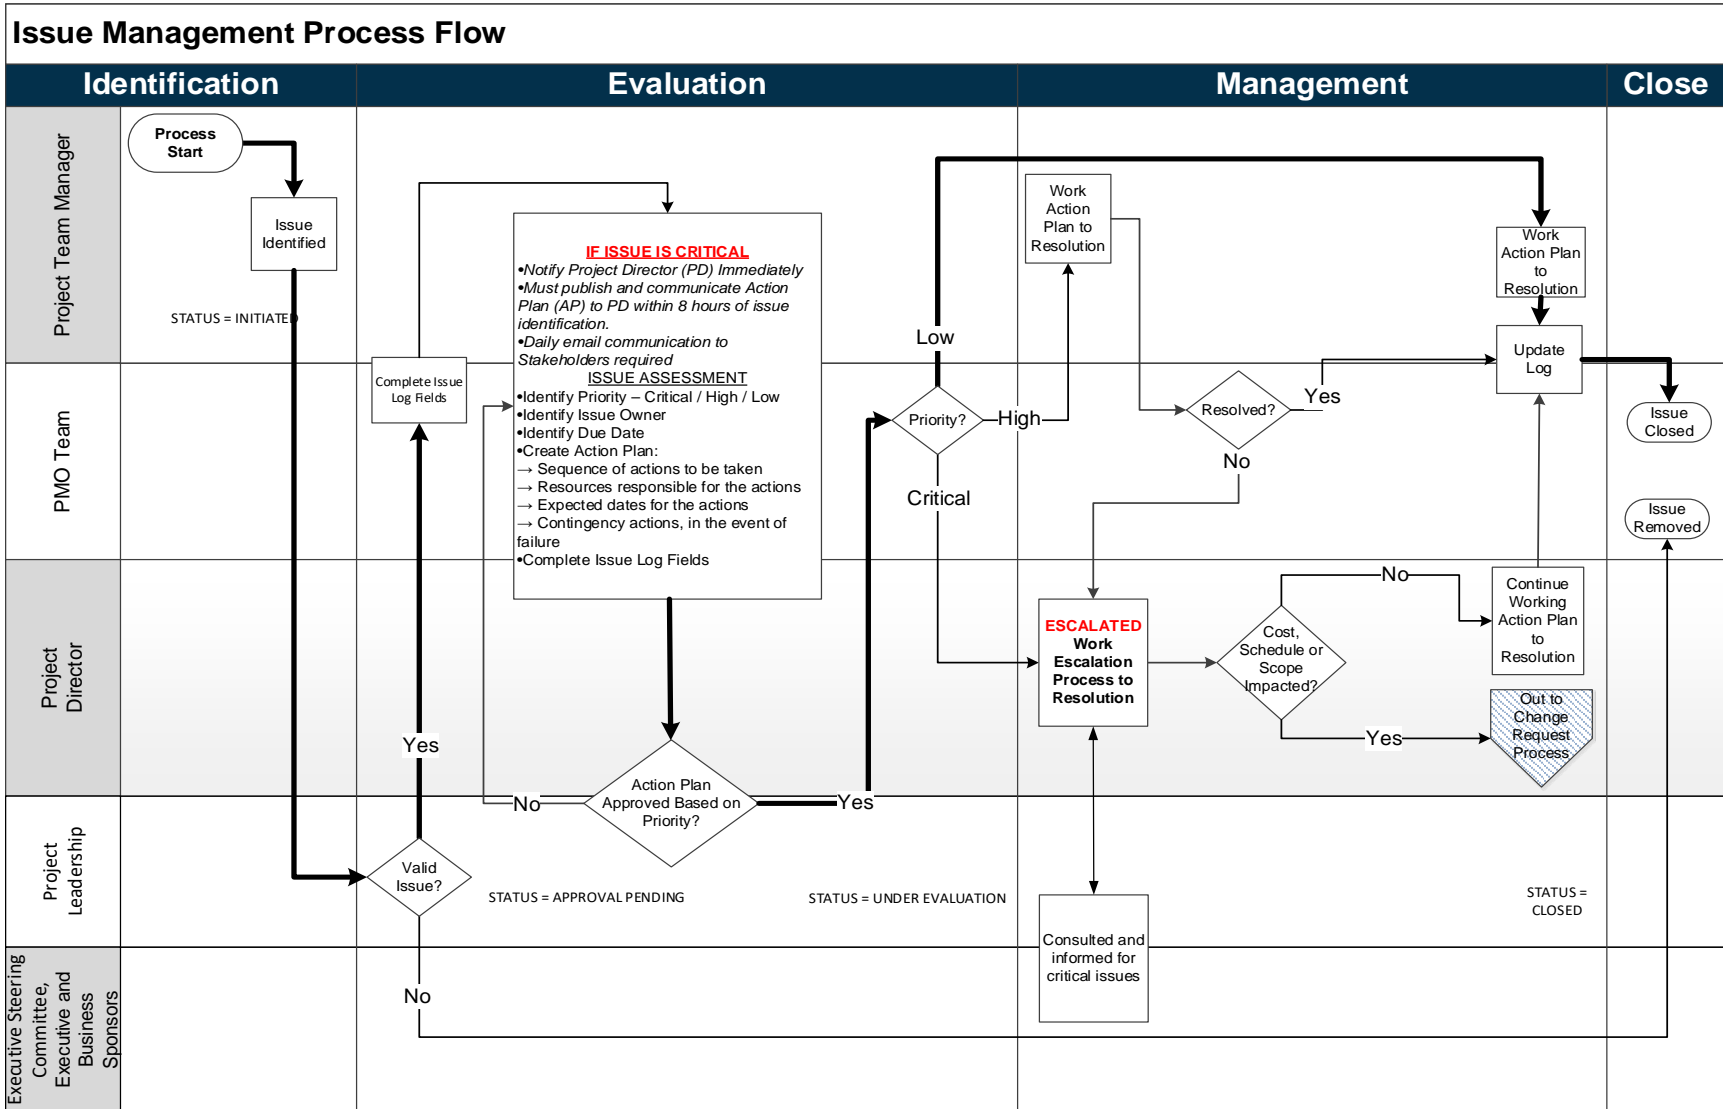 Issue Management Process Flow
Identification
Evaluation
Management
Close
Project Team Manager
PMO Team
Project
Director
Project
Leadership
Executive Steering
Committee,
Executive and
Business
Sponsors
Process
Start
Issue
Identified
STATUS = INITIATED
Complete Issue
Log Fields
Yes
Valid
Issue?
No
IF ISSUE IS CRITICAL
•Notify Project Director (PD) Immediately
•Must publish and communicate Action
Plan (AP) to PD within 8 hours of issue
identification.
•Daily email communication to
Stakeholders required
ISSUE ASSESSMENT
•Identify Priority – Critical / High / Low
•Identify Issue Owner
•Identify Due Date
•Create Action Plan:
→ Sequence of actions to be taken
→ Resources responsible for the actions
→ Expected dates for the actions
→ Contingency actions, in the event of
failure
•Complete Issue Log Fields
Action Plan
Approved Based on
Priority?
No
Yes
STATUS = APPROVAL PENDING
STATUS = UNDER EVALUATION
Priority?
Low
High
Critical
Work
Action
Plan to
Resolution
Resolved?
Yes
No
ESCALATED
Work
Escalation
Process to
Resolution
Consulted and
informed for
critical issues
Cost,
Schedule or
Scope
Impacted?
No
Yes
Work
Action Plan
to
Resolution
Update
Log
Continue
Working
Action Plan
to
Resolution
Out to
Change
Request
Process
STATUS =
CLOSED
Issue
Closed
Issue
Removed